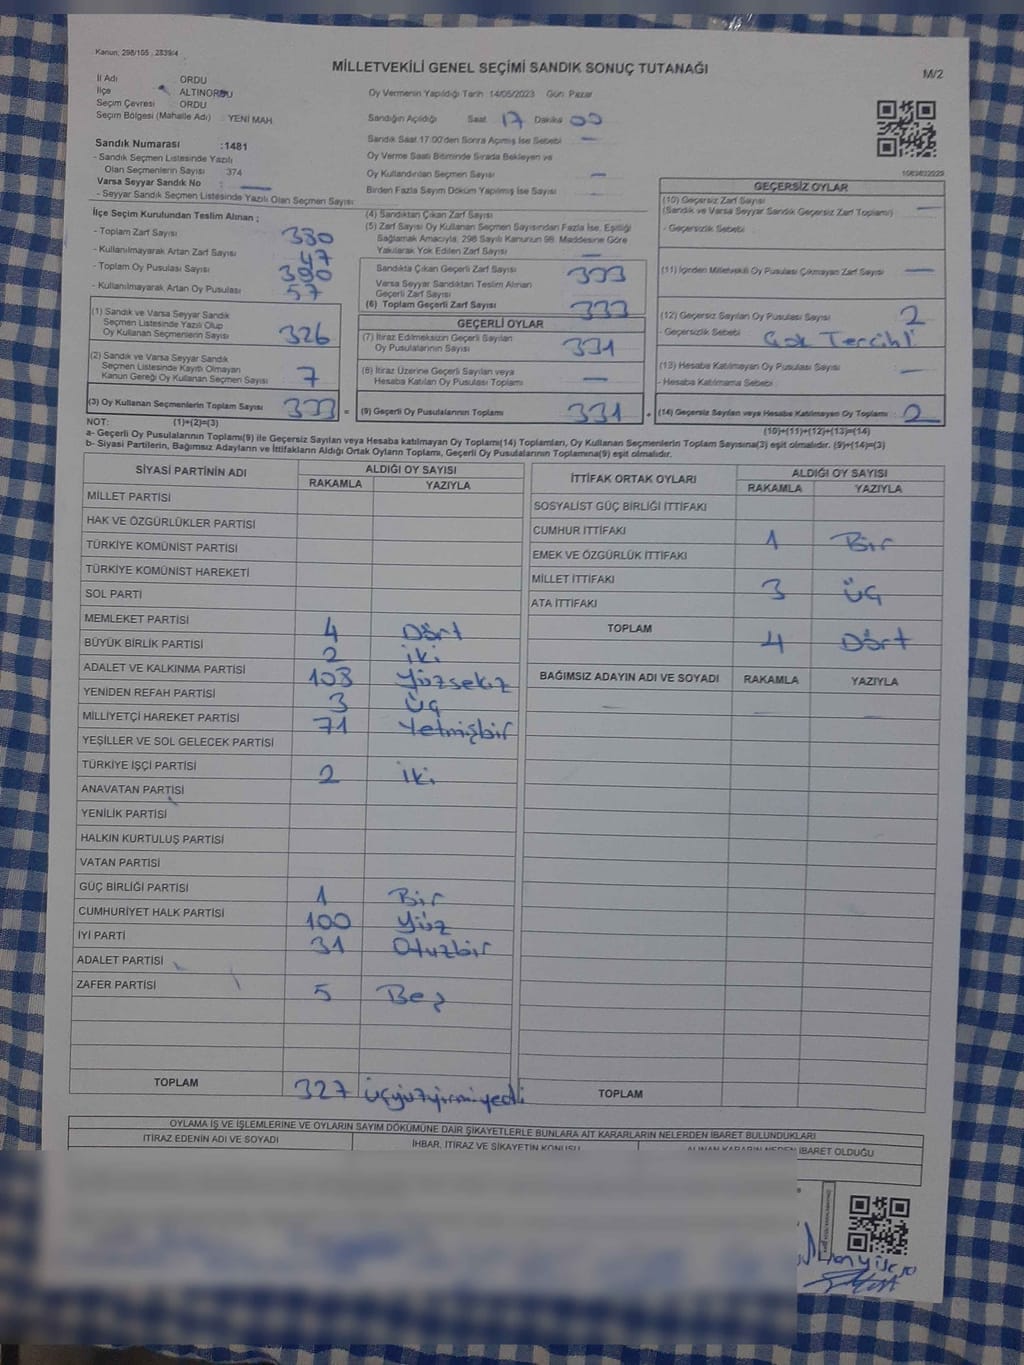 Kanun: 298/105 , 2839/4
MİLLETVEKİLİ GENEL SEÇİMİ SANDIK SONUÇ TUTANAĞI
M/2
İl Adı ORDU
İlçe ALTINORDU
Seçim Çevresi ORDU
Seçim Bölgesi (Mahalle Adı) : YENİ MAH.
Sandık Numarası :1481
- Sandık Seçmen Listesinde Yazılı
Olan Seçmenlerin Sayısı 374
Varsa Seyyar Sandık No : —
- Seyyar Sandık Seçmen Listesinde Yazılı Olan Seçmen Sayısı:
Oy Vermenin Yapıldığı Tarih :14/05/2023 Gün: Pazar
Sandığın Açıldığı Saat 17 Dakika 00
Sandık Saat 17:00'den Sonra Açılmış İse Sebebi —
Oy Verme Saati Bitiminde Sırada Bekleyen ve
Oy Kullandırılan Seçmen Sayısı —
Birden Fazla Sayım Döküm Yapılmış İse Sayısı —
İlçe Seçim Kurulundan Teslim Alınan ;
- Toplam Zarf Sayısı 380
- Kullanılmayarak Artan Zarf Sayısı 47
- Toplam Oy Pusulası Sayısı 390
- Kullanılmayarak Artan Oy Pusulası 57
(1) Sandık ve Varsa Seyyar Sandık
Seçmen Listesinde Yazılı Olup
Oy Kullanan Seçmenlerin Sayısı 326
(2) Sandık ve Varsa Seyyar Sandık
Seçmen Listesinde Kaydı Olmayan
Kanun Gereği Oy Kullanan Seçmen Sayısı 7
(3) Oy Kullanan Seçmenlerin Toplam Sayısı 333 =
(4) Sandıktan Çıkan Zarf Sayısı
(5) Zarf Sayısı Oy Kullanan Seçmen Sayısından Fazla İse, Eşitliği
Sağlamak Amacıyla; 298 Sayılı Kanunun 98. Maddesine Göre
Yakılarak Yok Edilen Zarf Sayısı —
Sandıkta Çıkan Geçerli Zarf Sayısı 333
Varsa Seyyar Sandıktan Teslim Alınan
Geçerli Zarf Sayısı
(6) Toplam Geçerli Zarf Sayısı 333
GEÇERLİ OYLAR
(7) İtiraz Edilmeksizin Geçerli Sayılan
Oy Pusulalarının Sayısı 331
(8) İtiraz Üzerine Geçerli Sayılan veya
Hesaba Katılan Oy Pusulası Toplamı —
(9) Geçerli Oy Pusulalarının Toplamı 331 +
GEÇERSİZ OYLAR
(10) Geçersiz Zarf Sayısı
(Sandık ve Varsa Seyyar Sandık Geçersiz Zarf Toplamı) —
- Geçersizlik Sebebi
(11) İçinden Milletvekili Oy Pusulası Çıkmayan Zarf Sayısı —
(12) Geçersiz Sayılan Oy Pusulası Sayısı 2
- Geçersizlik Sebebi Çok Tercihli
(13) Hesaba Katılmayan Oy Pusulası Sayısı —
- Hesaba Katılmama Sebebi
(14) Geçersiz Sayılan veya Hesaba Katılmayan Oy Toplamı 2
NOT: (1)+(2)=(3)
(10)+(11)+(12)+(13)=(14)
a- Geçerli Oy Pusulalarının Toplamı(9) ile Geçersiz Sayılan veya Hesaba katılmayan Oy Toplamı(14) Toplamları, Oy Kullanan Seçmenlerin Toplam Sayısına(3) eşit olmalıdır. (9)+(14)=(3)
b- Siyasi Partilerin, Bağımsız Adayların ve İttifakların Aldığı Ortak Oyların Toplamı, Geçerli Oy Pusulalarının Toplamına(9) eşit olmalıdır.
SİYASİ PARTİNİN ADI ALDIĞI OY SAYISI
RAKAMLA YAZIYLA
MİLLET PARTİSİ
HAK VE ÖZGÜRLÜKLER PARTİSİ
TÜRKİYE KOMÜNİST PARTİSİ
TÜRKİYE KOMÜNİST HAREKETİ
SOL PARTİ
MEMLEKET PARTİSİ 4 Dört
BÜYÜK BİRLİK PARTİSİ 2 iki
ADALET VE KALKINMA PARTİSİ 108 Yüzsekiz
YENİDEN REFAH PARTİSİ 3 Üç
MİLLİYETÇİ HAREKET PARTİSİ 71 Yetmişbir
YEŞİLLER VE SOL GELECEK PARTİSİ
TÜRKİYE İŞÇİ PARTİSİ 2 iki
ANAVATAN PARTİSİ
YENİLİK PARTİSİ
HALKIN KURTULUŞ PARTİSİ
VATAN PARTİSİ
GÜÇ BİRLİĞİ PARTİSİ 1 Bir
CUMHURİYET HALK PARTİSİ 100 Yüz
İYİ PARTİ 31 Otuzbir
ADALET PARTİSİ
ZAFER PARTİSİ 5 Beş
TOPLAM 327 üçyüzyirmiyedi
İTTİFAK ORTAK OYLARI ALDIĞI OY SAYISI
RAKAMLA YAZIYLA
SOSYALİST GÜÇ BİRLİĞİ İTTİFAKI
CUMHUR İTTİFAKI 1 Bir
EMEK VE ÖZGÜRLÜK İTTİFAKI
MİLLET İTTİFAKI 3 Üç
ATA İTTİFAKI
TOPLAM 4 Dört
BAĞIMSIZ ADAYIN ADI VE SOYADI RAKAMLA YAZIYLA
— — —
TOPLAM
OYLAMA İŞ VE İŞLEMLERİNE VE OYLARIN SAYIM DÖKÜMÜNE DAİR ŞİKAYETLERLE BUNLARA AİT KARARLARIN NELERDEN İBARET BULUNDUKLARI
İTİRAZ EDENİN ADI VE SOYADI
İHBAR, İTİRAZ VE ŞİKAYETİN KONUSU
ALINAN KARARIN NEDEN İBARET OLDUĞU